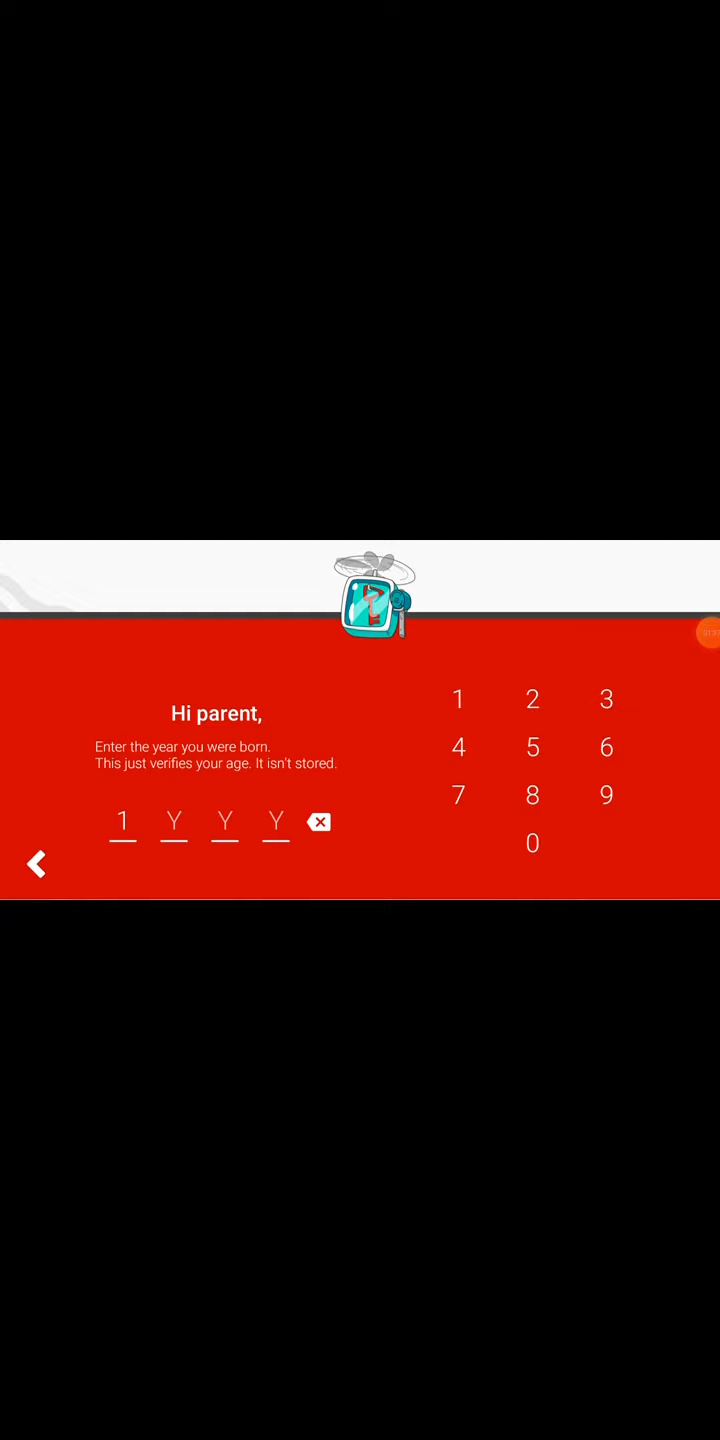 Hi parent,
Enter the year you were born.
This just verifies your age. It isn't stored.
1 Y Y Y
1 2 3
4 5 6
7 8 9
0